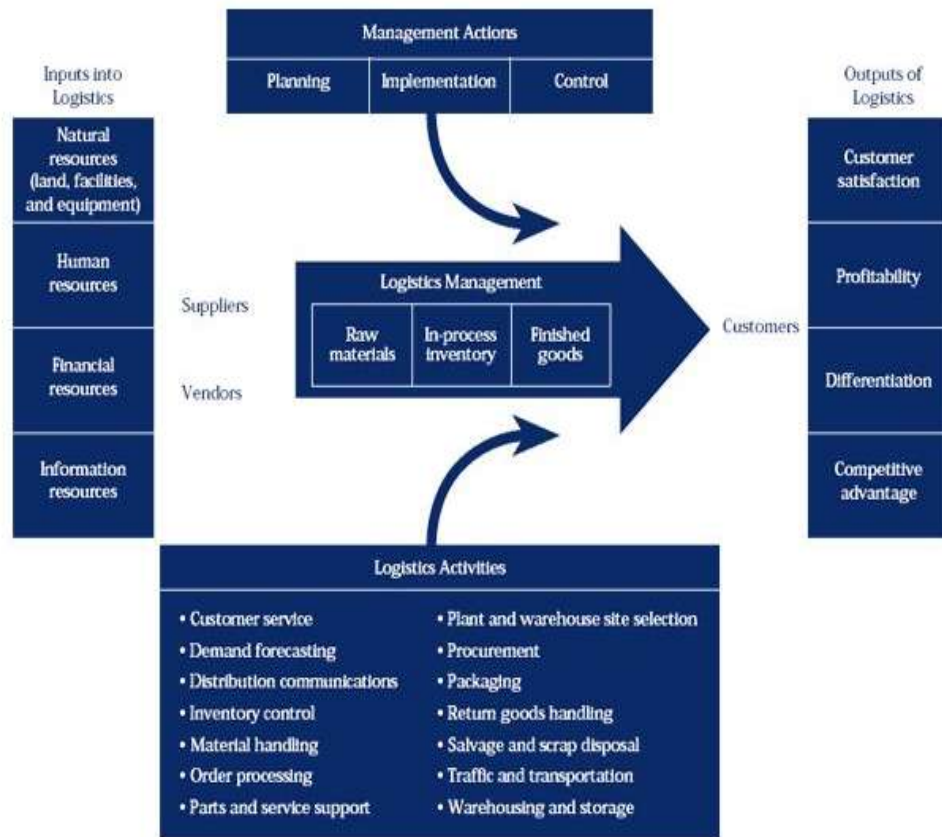 Management Actions
Planning
Implementation
Control
Inputs into
Logistics
Natural
resources
(land, facilities,
and equipment)
Human
resources
Financial
resources
Information
resources
Suppliers
Vendors
Logistics Management
Raw
materials
In-process
inventory
Finished
goods
Customers
Outputs of
Logistics
Customer
satisfaction
Profitability
Differentiation
Competitive
advantage
Logistics Activities
• Customer service
• Demand forecasting
• Distribution communications
• Inventory control
• Material handling
• Order processing
• Parts and service support
• Plant and warehouse site selection
• Procurement
• Packaging
• Return goods handling
• Salvage and scrap disposal
• Traffic and transportation
• Warehousing and storage